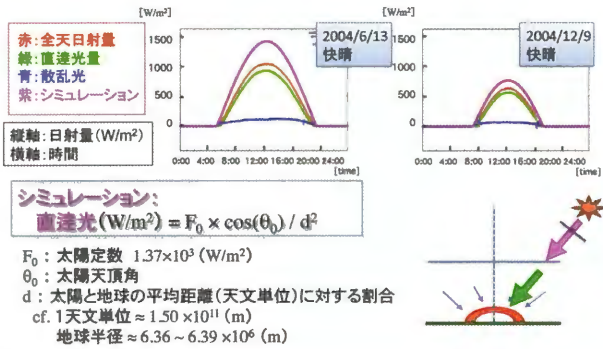 [W/m²]
1500
1000
500
0
0:00 4:00 8:00 12:00 16:00 20:00 24:00
[time]
2004/6/13
快晴
[W/m²]
1500
1000
500
0
0:00 4:00 8:00 12:00 16:00 20:00 24:00
[time]
2004/12/9
快晴
赤:全天日射量
緑:直達光量
青:散乱光
紫:シミュレーション
縦軸:日射量(W/m²)
横軸:時間
シミュレーション:
直達光(W/m²) = F₀ × cos(θ₀) / d²
F₀ : 太陽定数 1.37×10³ (W/m²)
θ₀ : 太陽天頂角
d : 太陽と地球の平均距離(天文単位)に対する割合
cf. 1天文単位 ≈ 1.50 ×10¹¹ (m)
地球半径 ≈ 6.36 ~ 6.39 ×10⁶ (m)